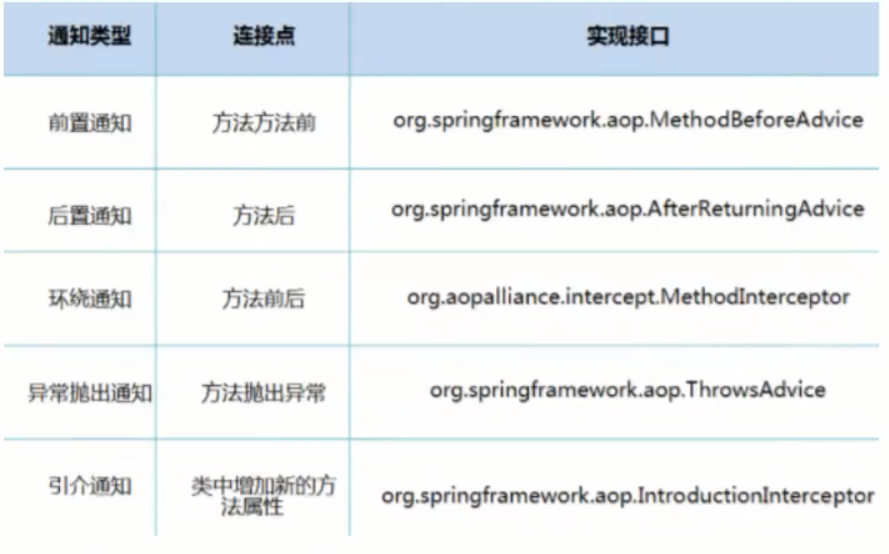 通知类型 连接点 实现接口
前置通知 方法方法前 org.springframework.aop.MethodBeforeAdvice
后置通知 方法后 org.springframework.aop.AfterReturningAdvice
环绕通知 方法前后 org.aopalliance.intercept.MethodInterceptor
异常抛出通知 方法抛出异常 org.springframework.aop.ThrowsAdvice
引介通知 类中增加新的方
法属性 org.springframework.aop.IntroductionInterceptor